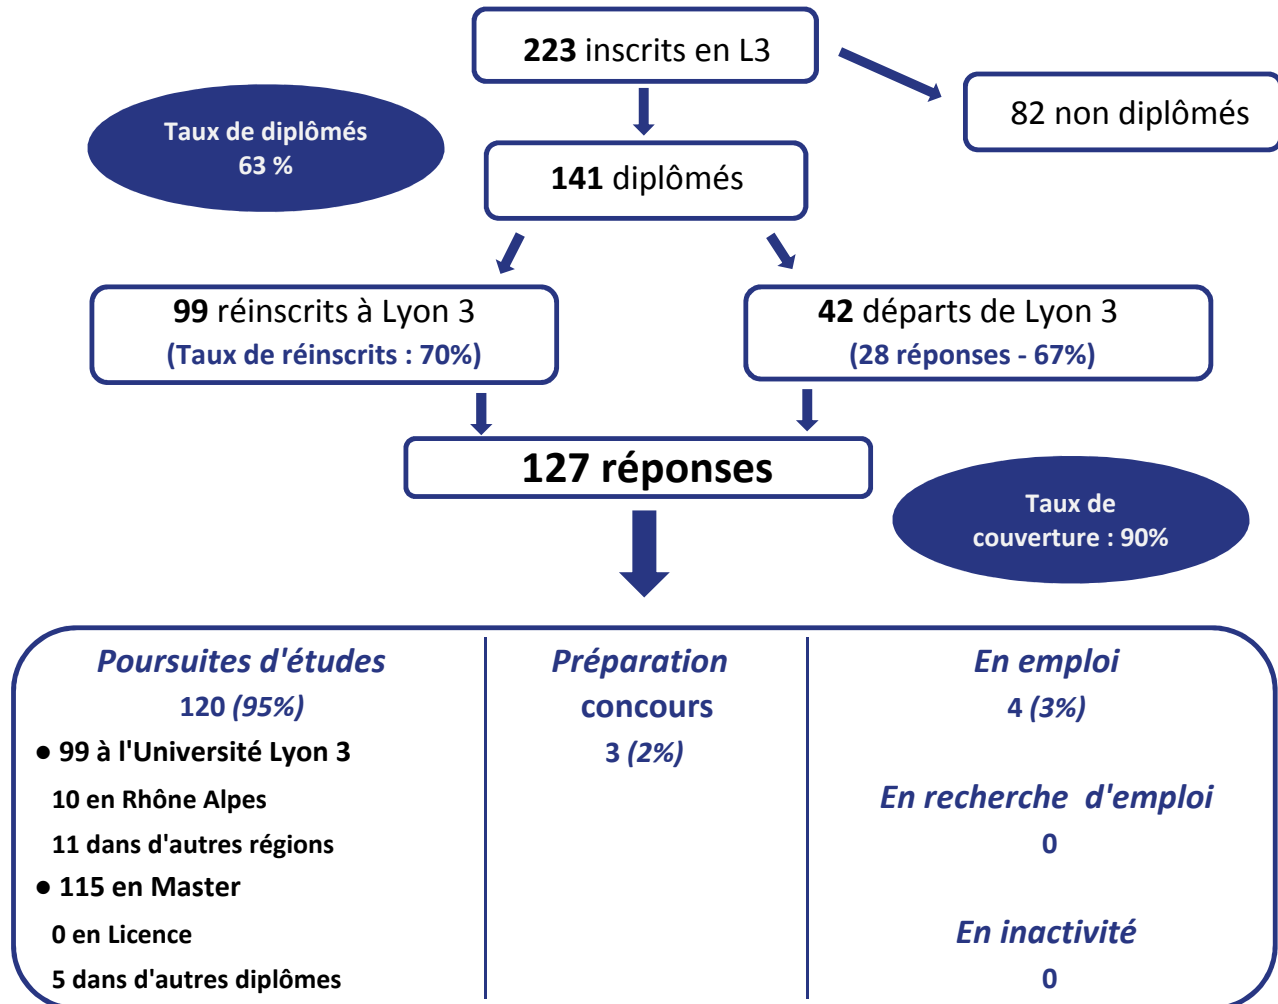 223 inscrits en L3
82 non diplômés
Taux de diplômés
63 %
141 diplômés
99 réinscrits à Lyon 3
(Taux de réinscrits : 70%)
42 départs de Lyon 3
(28 réponses - 67%)
127 réponses
Taux de
couverture : 90%
Poursuites d'études
120 (95%)
● 99 à l'Université Lyon 3
10 en Rhône Alpes
11 dans d'autres régions
● 115 en Master
0 en Licence
5 dans d'autres diplômes
Préparation
concours
3 (2%)
En emploi
4 (3%)
En recherche  d'emploi
0
En inactivité
0